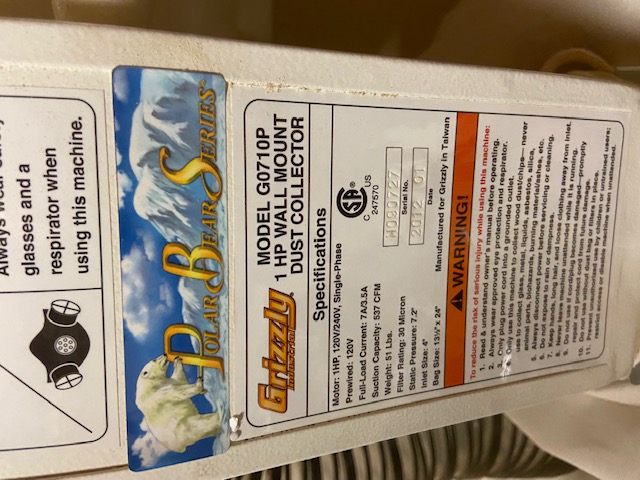 Always wear safety
glasses and a
respirator when
using this machine.
POLAR BEAR SERIES
Grizzly
Industrial
MODEL G0710P
1 HP WALL MOUNT
DUST COLLECTOR
Specifications
Motor: 1HP, 120V/240V, Single-Phase
Prewired: 120V
Full-Load Current: 7A/3.5A
Suction Capacity: 537 CFM
Weight: 51 Lbs.
Filter Rating: 30 Micron
Static Pressure: 7.2"
Inlet Size: 4"
Bag Size: 13½" x 24"
SA
C US
247570
H090727
Serial No.
2012 01
Date
Manufactured for Grizzly in Taiwan
WARNING!
To reduce the risk of serious injury while using this machine:
1. Read & understand owner's manual before operating.
2. Always wear approved eye protection and respirator.
3. Only plug power cord into a grounded outlet.
Only use this machine to collect wood dust/chips— never
use to collect glass, metal, liquids, asbestos, silica,
animal parts, biohazards, burning material/ashes, etc.
5. Always disconnect power before servicing or cleaning.
6. Do not expose to rain or dampness.
7. Keep hands, long hair, and loose clothing away from inlet.
8. Never leave machine unattended while it is running.
9. Do not use if cord/plug becomes damaged—promptly
repair and protect cord from future damage.
10. Do not use without dust bag or filters in place.
11. Prevent unauthorized use by children or untrained users;
restrict access or disable machine when unattended.